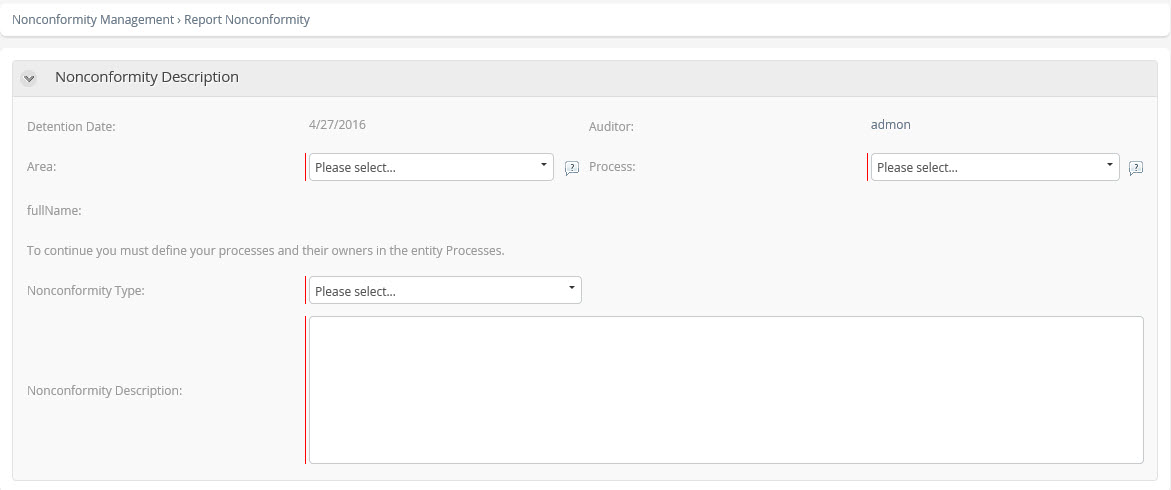 Nonconformity Management › Report Nonconformity
Nonconformity Description
Detention Date: 4/27/2016 Auditor: admon
Area: Please select... ? Process: Please select... ?
fullName:
To continue you must define your processes and their owners in the entity Processes.
Nonconformity Type: Please select...
Nonconformity Description: